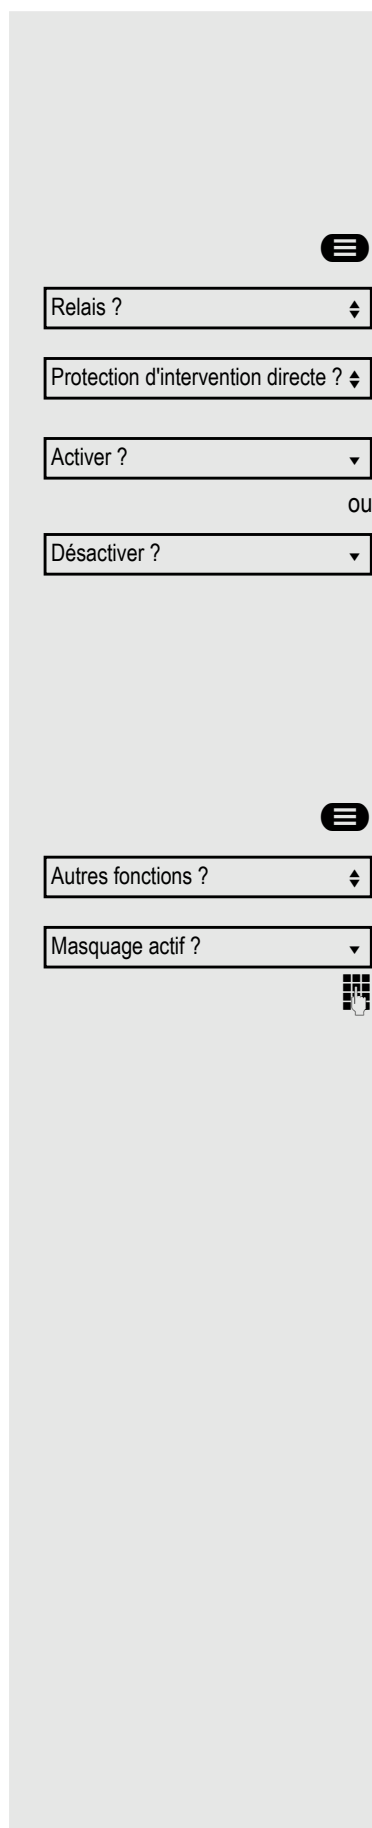 Relais ?
Protection d'intervention directe ?
Activer ?
ou
Désactiver ?
Autres fonctions ?
Masquage actif ?